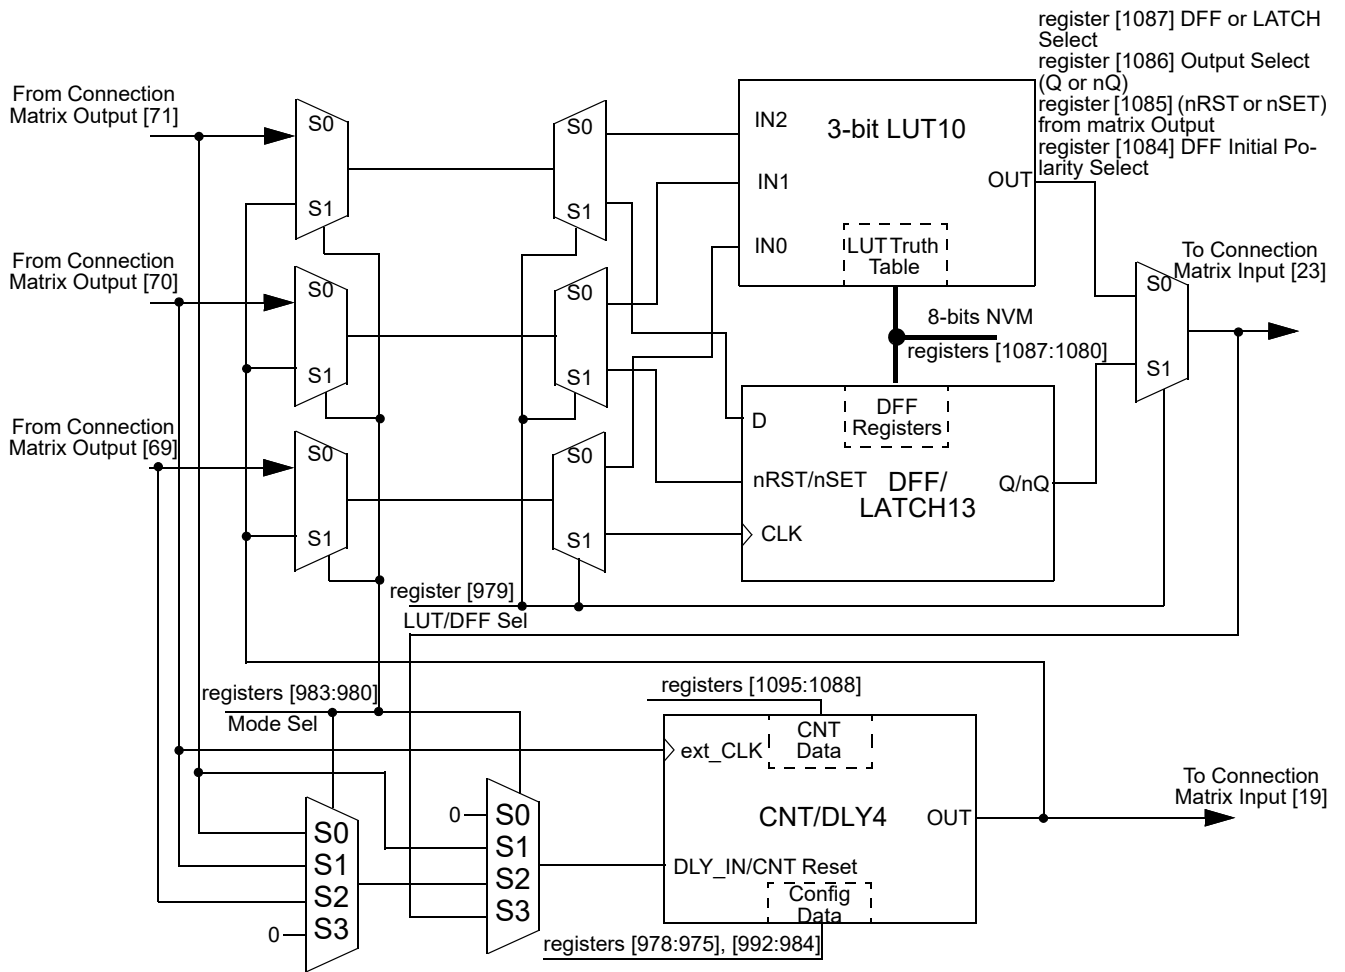 register [1087] DFF or LATCH
Select
register [1086] Output Select
(Q or nQ)
register [1085] (nRST or nSET)
from matrix Output
register [1084] DFF Initial Po-
larity Select
From Connection
Matrix Output [71]
S0
S1
S0
S1
IN2
3-bit LUT10
IN1
OUT
IN0
LUT Truth
Table
From Connection
Matrix Output [70]
S0
S1
S0
S1
To Connection
Matrix Input [23]
S0
S1
8-bits NVM
registers [1087:1080]
From Connection
Matrix Output [69]
S0
S1
S0
S1
D
DFF
Registers
nRST/nSET
DFF/
LATCH13
Q/nQ
CLK
register [979]
LUT/DFF Sel
registers [983:980]
Mode Sel
registers [1095:1088]
ext_CLK
CNT
Data
To Connection
Matrix Input [19]
CNT/DLY4
OUT
DLY_IN/CNT Reset
Config
Data
0
S0
S1
S2
S3
S0
S1
S2
S3
0
registers [978:975], [992:984]